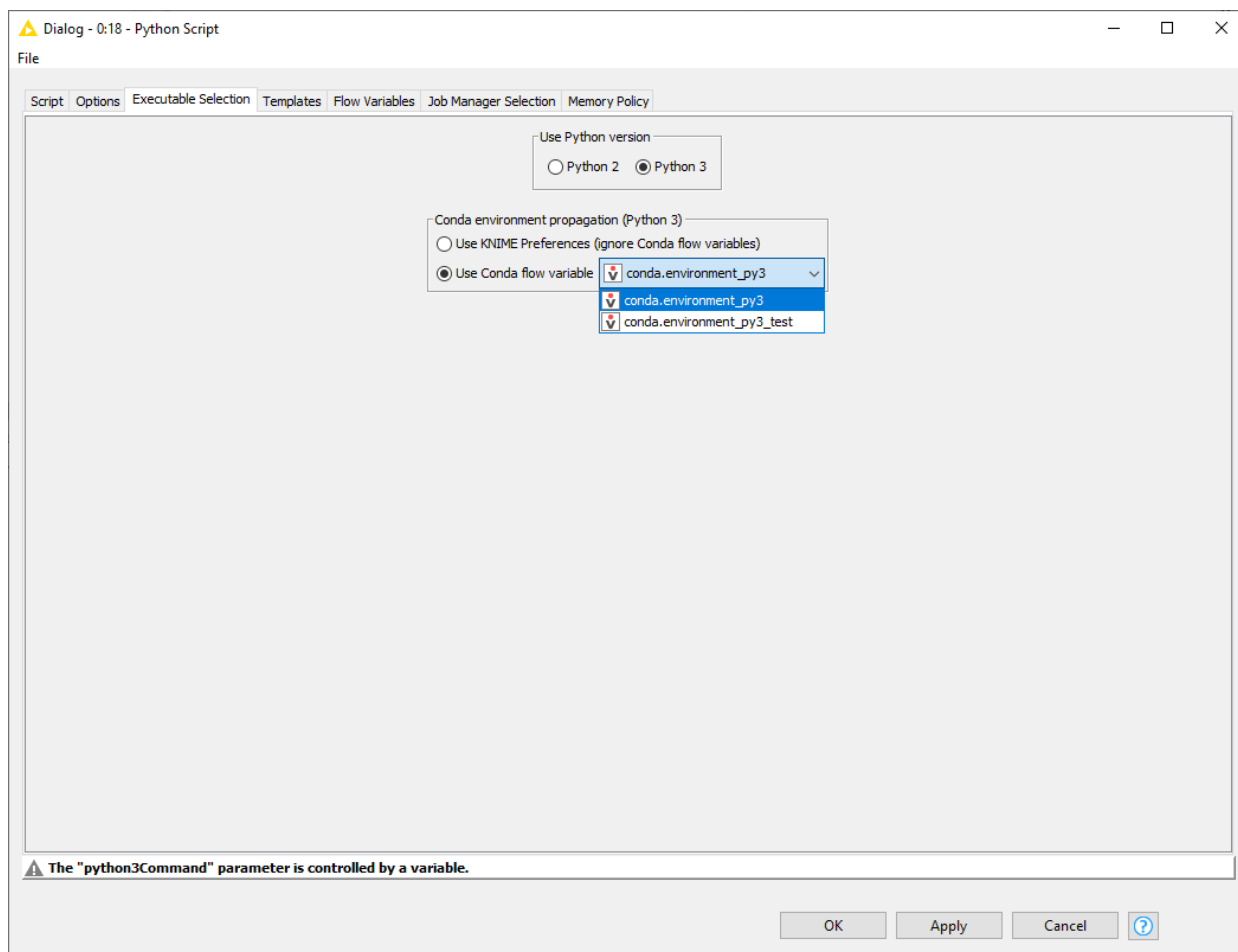 Dialog - 0:18 - Python Script
File
Script Options Executable Selection Templates Flow Variables Job Manager Selection Memory Policy
Use Python version
Python 2 Python 3
Conda environment propagation (Python 3)
Use KNIME Preferences (ignore Conda flow variables)
Use Conda flow variable conda.environment_py3
conda.environment_py3
conda.environment_py3_test
The "python3Command" parameter is controlled by a variable.
OK Apply Cancel ?